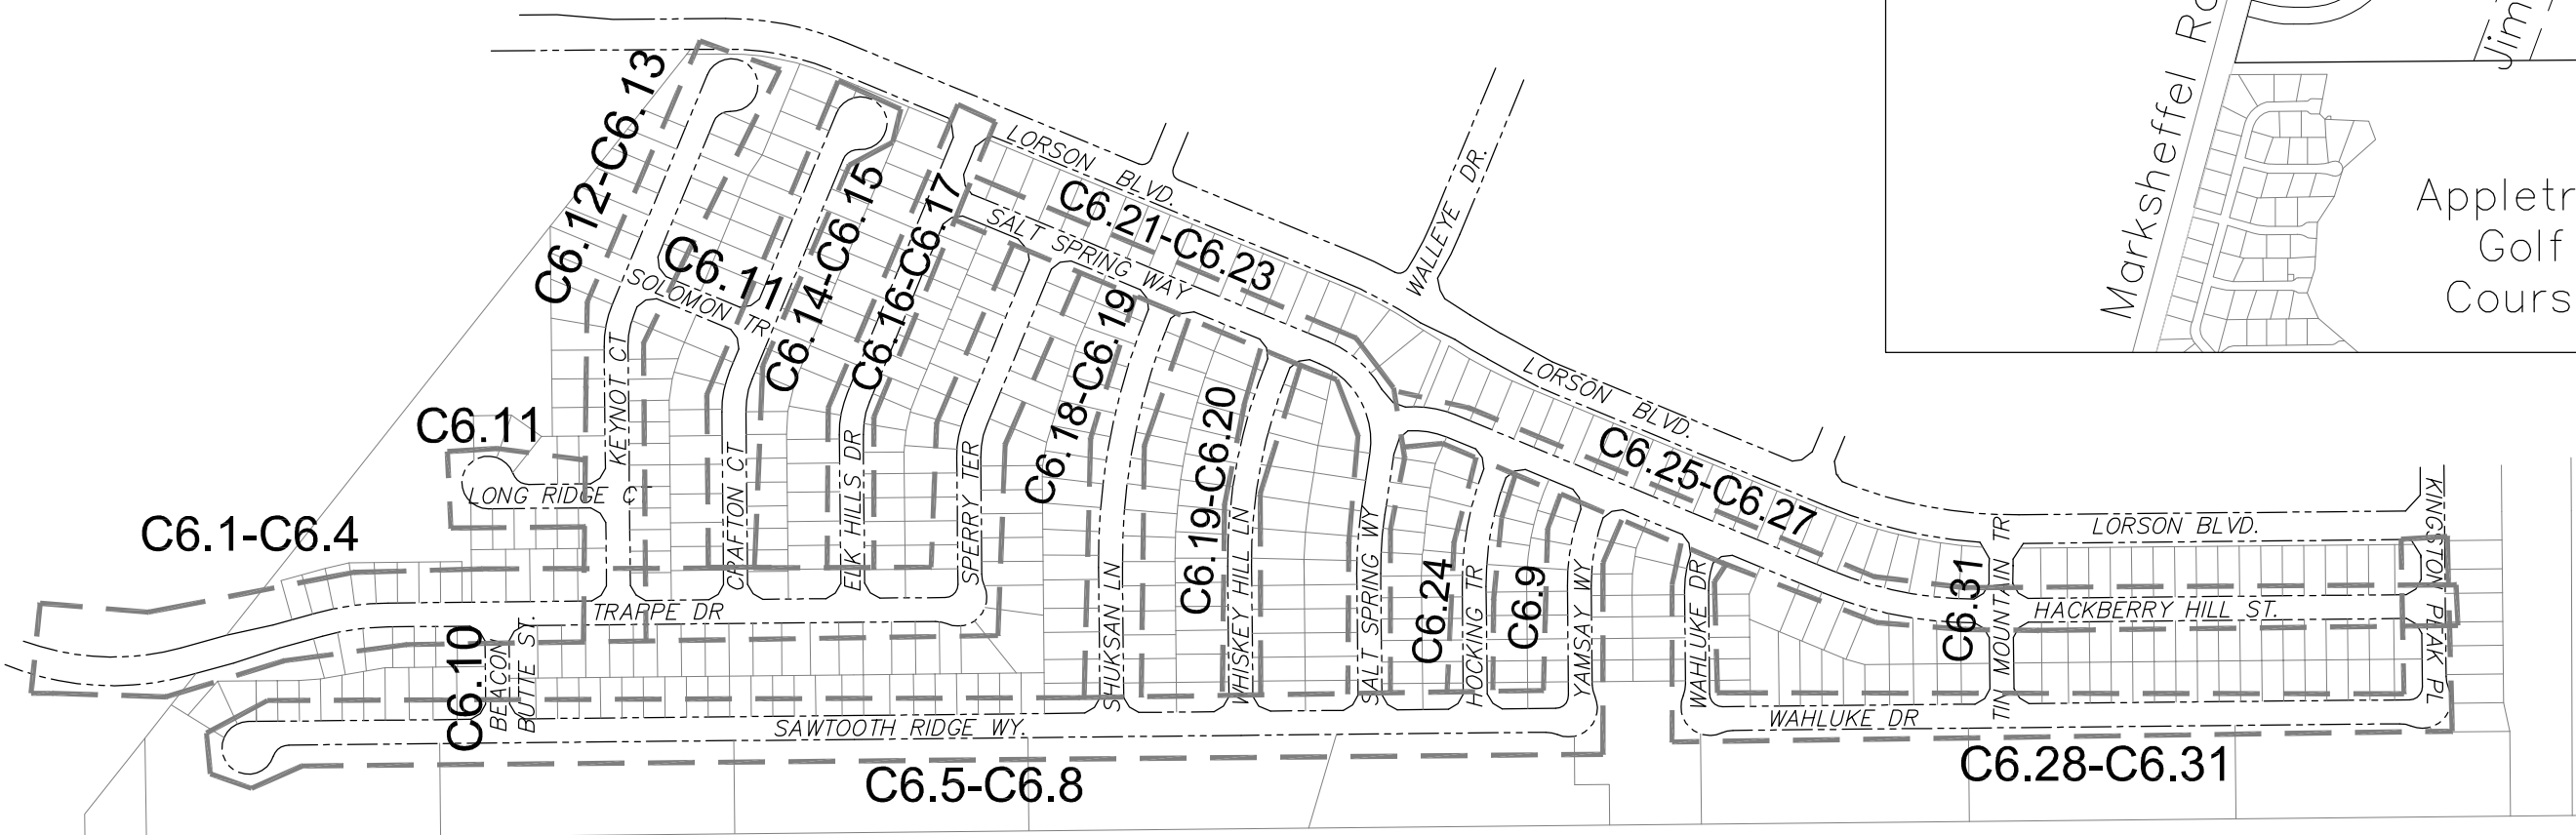 Marksheffel Ro
Jim
Appletr
Golf
Cours
C6.12-C6.13
LORSON BLVD.
C6.21-C6.23
WALLEYE DR.
C6.14-C6.15
C6.16-C6.17
SALT SPRING WAY
C6.11
SOLOMON TR
C6.18-C6.19
KEYNOT CT
C6.11
LONG RIDGE CT
CRAFTON CT
ELK HILLS DR
SPERRY TER
C6.19-C6.20
LORSON BLVD.
C6.25-C6.27
C6.1-C6.4
TRAPPE DR
SHUKSAN LN
WHISKEY HILL LN
SALT SPRING WY
C6.24
HOCKING TR
C6.9
YAMSAY WY
WAHLUKE DR
C6.31
TIN MOUNTAIN TR
LORSON BLVD.
HACKBERRY HILL ST.
KINGSTON PEAK PL
C6.10
BEACON
BUTTE ST.
SAWTOOTH RIDGE WY.
WAHLUKE DR
C6.5-C6.8
C6.28-C6.31